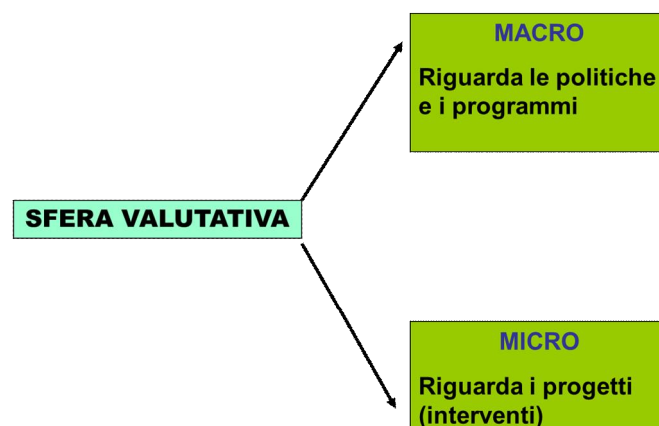 MACRO
Riguarda le politiche
e i programmi
SFERA VALUTATIVA
MICRO
Riguarda i progetti
(interventi)